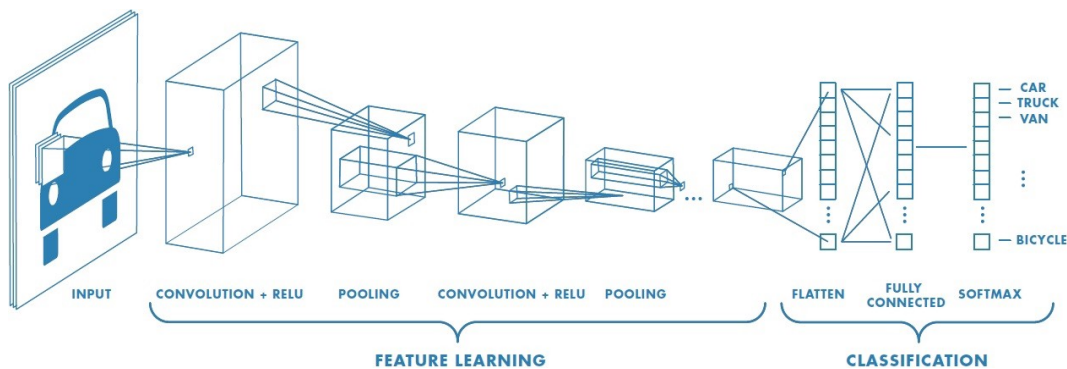 CAR
TRUCK
VAN
BICYCLE
INPUT
CONVOLUTION + RELU
POOLING
CONVOLUTION + RELU
POOLING
FLATTEN
FULLY
CONNECTED
SOFTMAX
FEATURE LEARNING
CLASSIFICATION